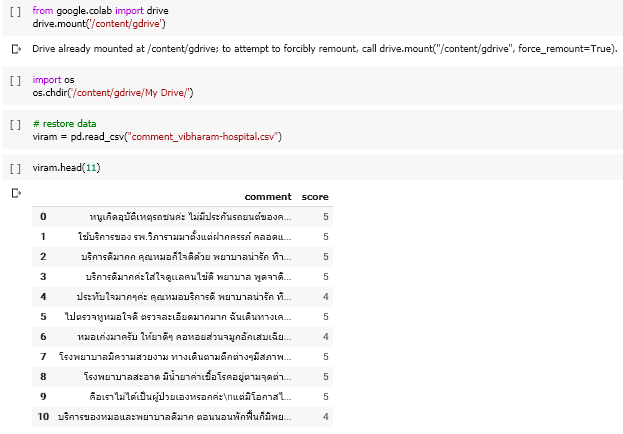 [ ] from google.colab import drive
drive.mount('/content/gdrive')
Drive already mounted at /content/gdrive; to attempt to forcibly remount, call drive.mount("/content/gdrive", force_remount=True).
[ ] import os
os.chdir('/content/gdrive/My Drive/')
[ ] # restore data
viram = pd.read_csv("comment_vibharam-hospital.csv")
[ ] viram.head(11)
comment score
0 หนูเกิดอุบัติเหตุรถชนค่ะ ไม่มีประกันรถยนต์ของค... 5
1 ใช้บริการของ รพ.วิภารามมาตั้งแต่ฝากครรภ์ คลอดแ... 5
2 บริการดีมากก คุณหมอก็ใจดีด้วย พยาบาลน่ารัก ทำ... 5
3 บริการดีมากค่ะใส่ใจดูแลคนไข้ดี พยาบาล พูดจาดี... 5
4 ประทับใจมากๆค่ะ คุณหมอบริการดี พยาบาลน่ารัก ที... 4
5 ไปตรวจหูหมอใจดี ตรวจละเอียดมากมาก ฉันเดินทางเค... 5
6 หมอเก่งมาครับ ให้ยาดีๆ คอหอยส่วนจมูกอักเสบเฉีย... 4
7 โรงพยาบาลมีความสวยงาม ทางเดินตามตึกต่างๆมีสภาพ... 5
8 โรงพยาบาลสะอาด มีน้ำยาฆ่าเชื้อโรคอยู่ตามจุดต่า... 5
9 คือเราไม่ได้เป็นผู้ป่วยเองหรอกค่ะ\nแต่มีโอกาสไ... 5
10 บริการของหมอและพยาบาลดีมาก ตอนนอนพักฟื้นก็มีพย... 4